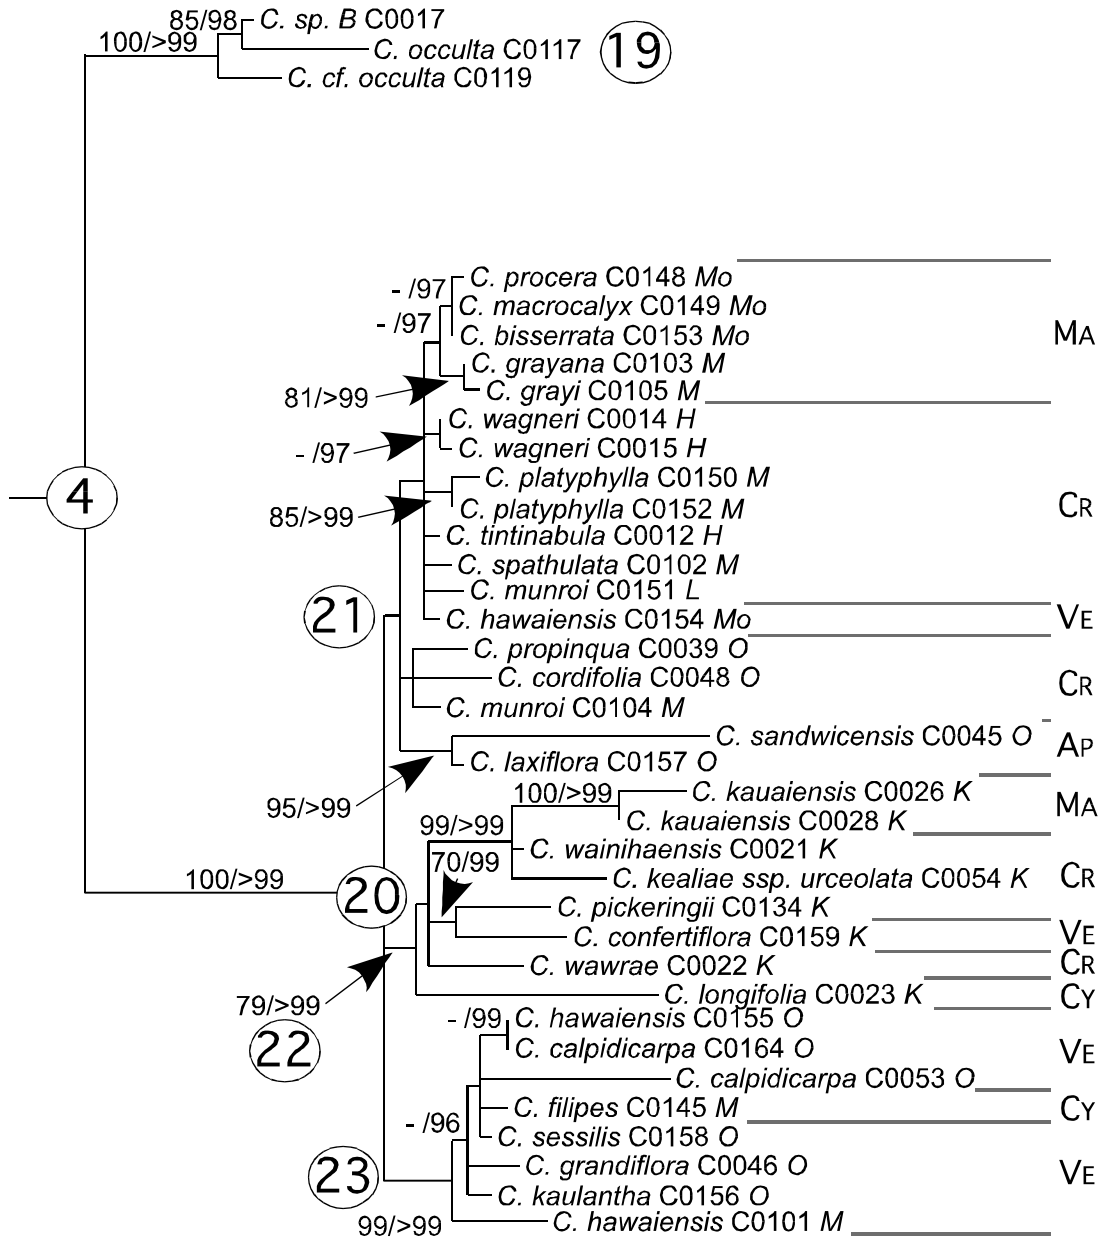 85/98
C. sp. B C0017
100/>99
C. occulta C0117
19
C. cf. occulta C0119
C. procera C0148 Mo
- /97
C. macrocalyx C0149 Mo
- /97
C. bisserrata C0153 Mo
MA
C. grayana C0103 M
81/>99
C. grayi C0105 M
C. wagneri C0014 H
- /97
C. wagneri C0015 H
C. platyphylla C0150 M
4
85/>99
C. platyphylla C0152 M
CR
C. tintinabula C0012 H
C. spathulata C0102 M
C. munroi C0151 L
21
C. hawaiensis C0154 Mo
VE
C. propinqua C0039 O
C. cordifolia C0048 O
CR
C. munroi C0104 M
C. sandwicensis C0045 O
AP
C. laxiflora C0157 O
95/>99
100/>99
C. kauaiensis C0026 K
MA
99/>99
C. kauaiensis C0028 K
C. wainihaensis C0021 K
70/99
100/>99
C. kealiae ssp. urceolata C0054 K
CR
20
C. pickeringii C0134 K
C. confertiflora C0159 K
VE
C. wawrae C0022 K
CR
79/>99
C. longifolia C0023 K
CY
22
- /99
C. hawaiensis C0155 O
C. calpidicarpa C0164 O
VE
C. calpidicarpa C0053 O
C. filipes C0145 M
CY
- /96
C. sessilis C0158 O
23
C. grandiflora C0046 O
VE
C. kaulantha C0156 O
99/>99
C. hawaiensis C0101 M